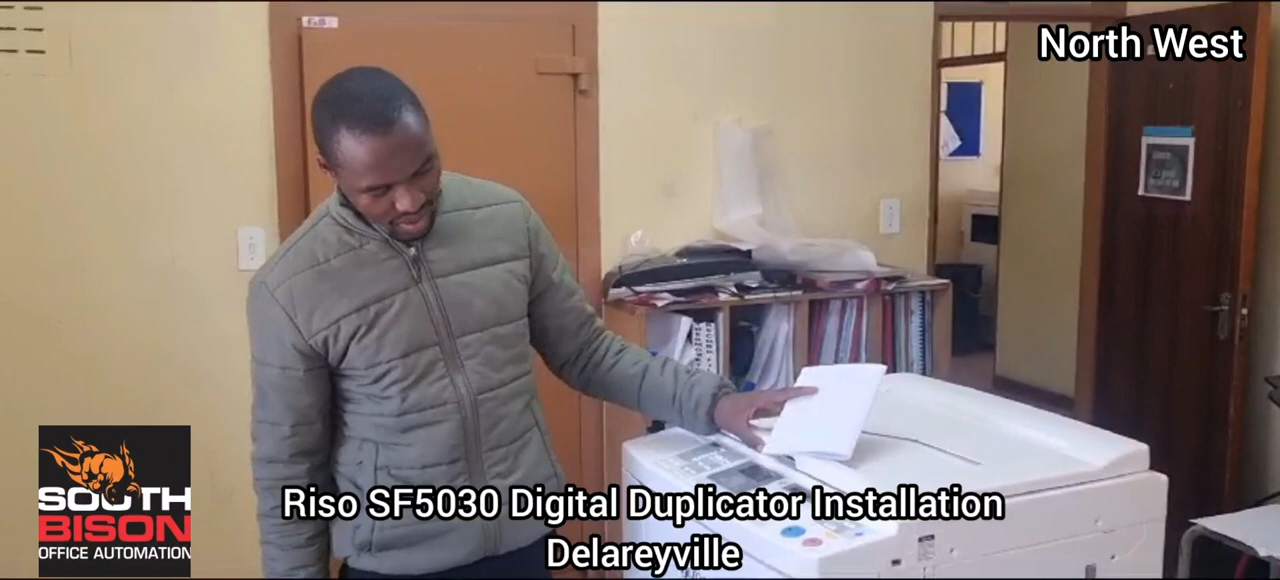 North West
SOUTH
BISON
OFFICE AUTOMATION
Riso SF5030 Digital Duplicator Installation
Delareyville